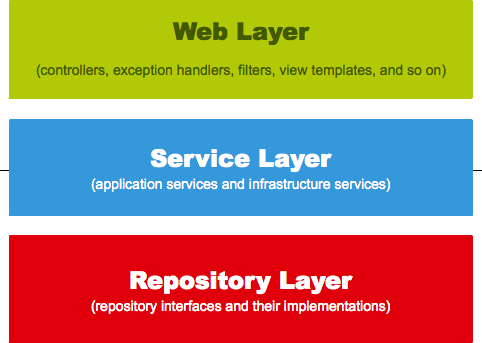 Web Layer
(controllers, exception handlers, filters, view templates, and so on)
Service Layer
(application services and infrastructure services)
Repository Layer
(repository interfaces and their implementations)